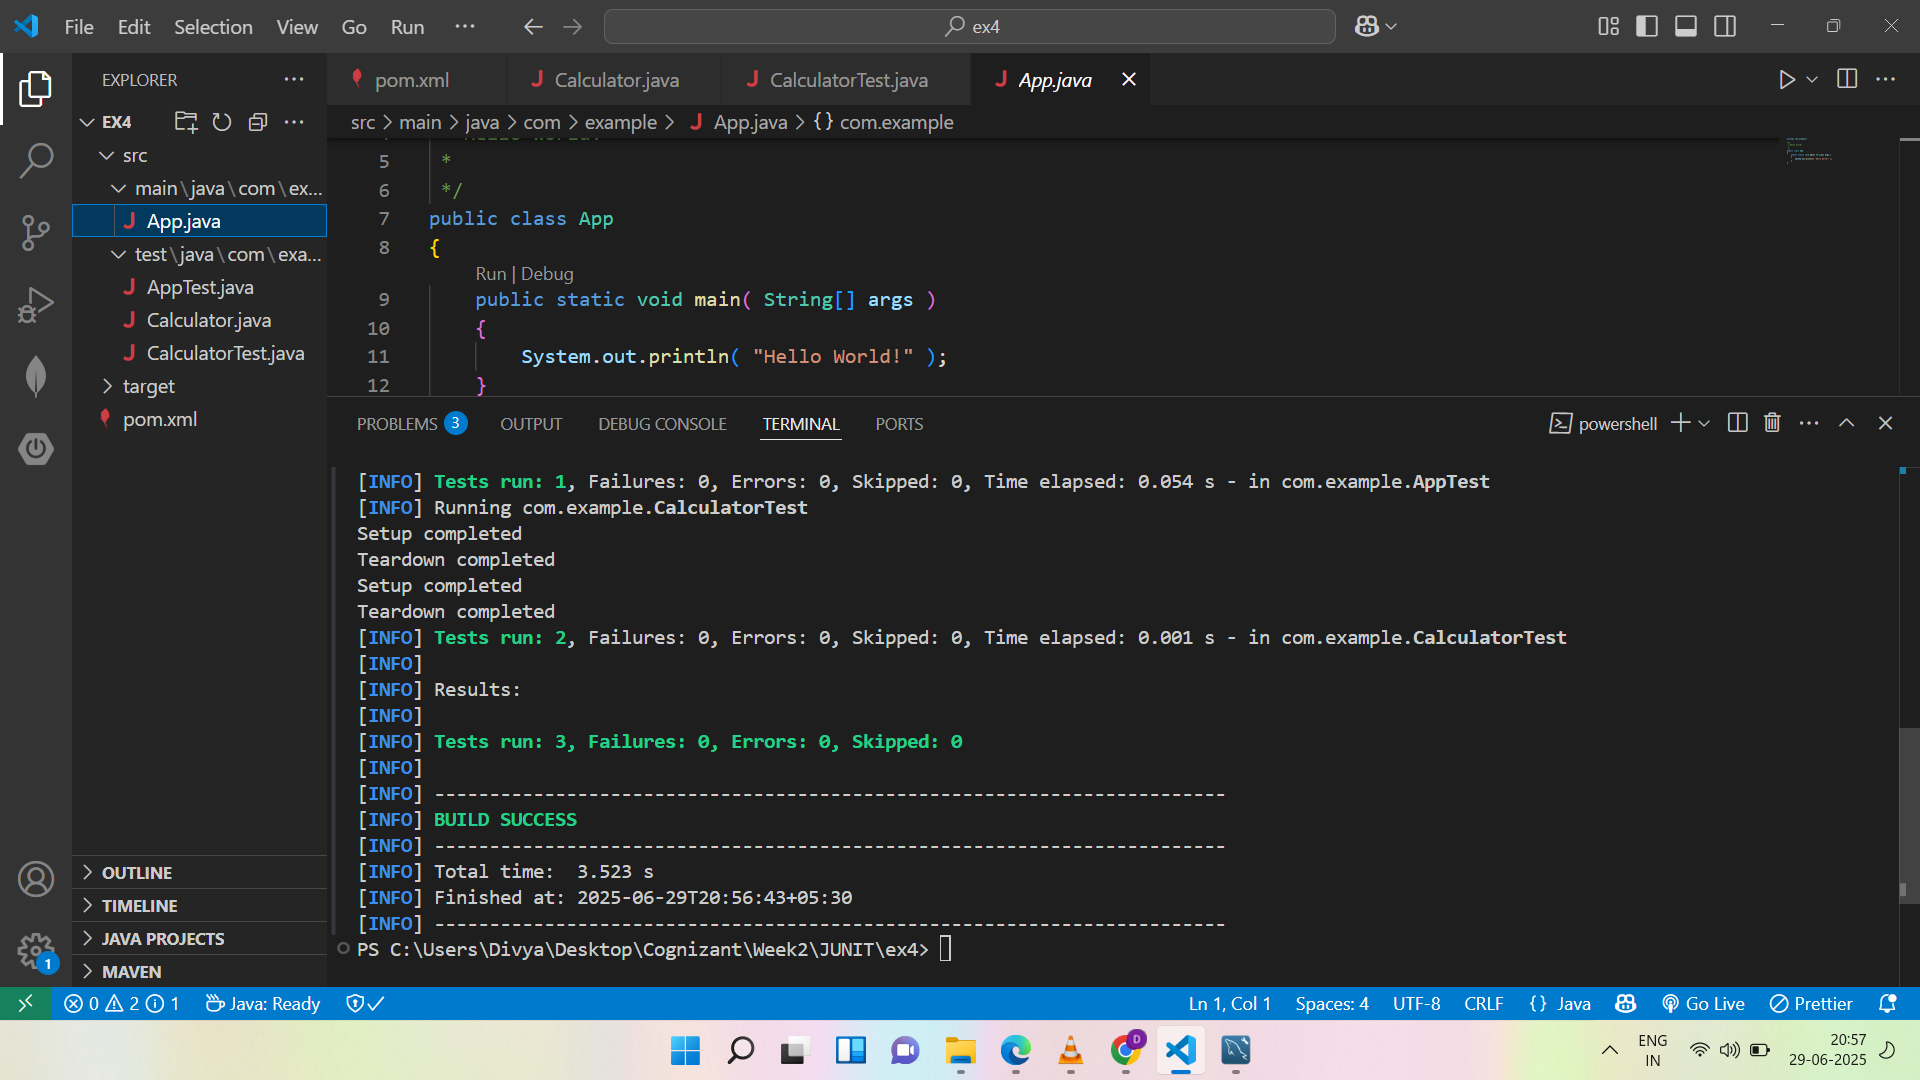 File Edit Selection View Go Run ··· ex4
EXPLORER ···
pom.xml Calculator.java CalculatorTest.java App.java
EX4 ···
src > main > java > com > example > App.java > {} com.example
src
main\java\com\ex...
App.java
test\java\com\exa...
AppTest.java
Calculator.java
CalculatorTest.java
target
pom.xml
OUTLINE
TIMELINE
JAVA PROJECTS
MAVEN
1
5 *
6 */
7 public class App
8 {
Run | Debug
9 public static void main( String[] args )
10 {
11 System.out.println( "Hello World!" );
12 }
PROBLEMS 3 OUTPUT DEBUG CONSOLE TERMINAL PORTS powershell
[INFO] Tests run: 1, Failures: 0, Errors: 0, Skipped: 0, Time elapsed: 0.054 s - in com.example.AppTest
[INFO] Running com.example.CalculatorTest
Setup completed
Teardown completed
Setup completed
Teardown completed
[INFO] Tests run: 2, Failures: 0, Errors: 0, Skipped: 0, Time elapsed: 0.001 s - in com.example.CalculatorTest
[INFO]
[INFO] Results:
[INFO]
[INFO] Tests run: 3, Failures: 0, Errors: 0, Skipped: 0
[INFO]
[INFO] ------------------------------------------------------------------------
[INFO] BUILD SUCCESS
[INFO] ------------------------------------------------------------------------
[INFO] Total time:  3.523 s
[INFO] Finished at: 2025-06-29T20:56:43+05:30
[INFO] ------------------------------------------------------------------------
PS C:\Users\Divya\Desktop\Cognizant\Week2\JUNIT\ex4>
0 2 1 Java: Ready Ln 1, Col 1 Spaces: 4 UTF-8 CRLF {} Java Go Live Prettier
D
ENG
IN
20:57
29-06-2025